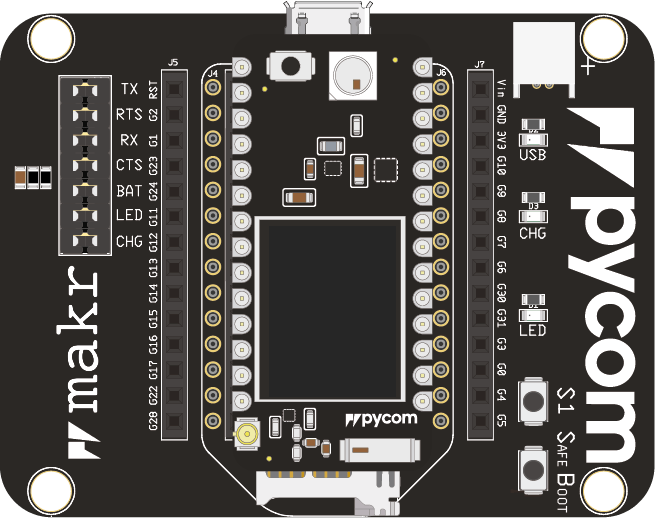 J5
J4
J6
J7
+
TX
RTS
RX
CTS
BAT
LED
CHG
RST
G2
G1
G23
G24
G11
G12
G13
G14
G15
G16
G17
G22
G28
Vin
GND
3V3
G10
G9
G8
G7
G6
G30
G31
G3
G0
G4
G5
D2
USB
D3
CHG
D1
LED
S1
SAFE BOOT
makr
pycom
pycom